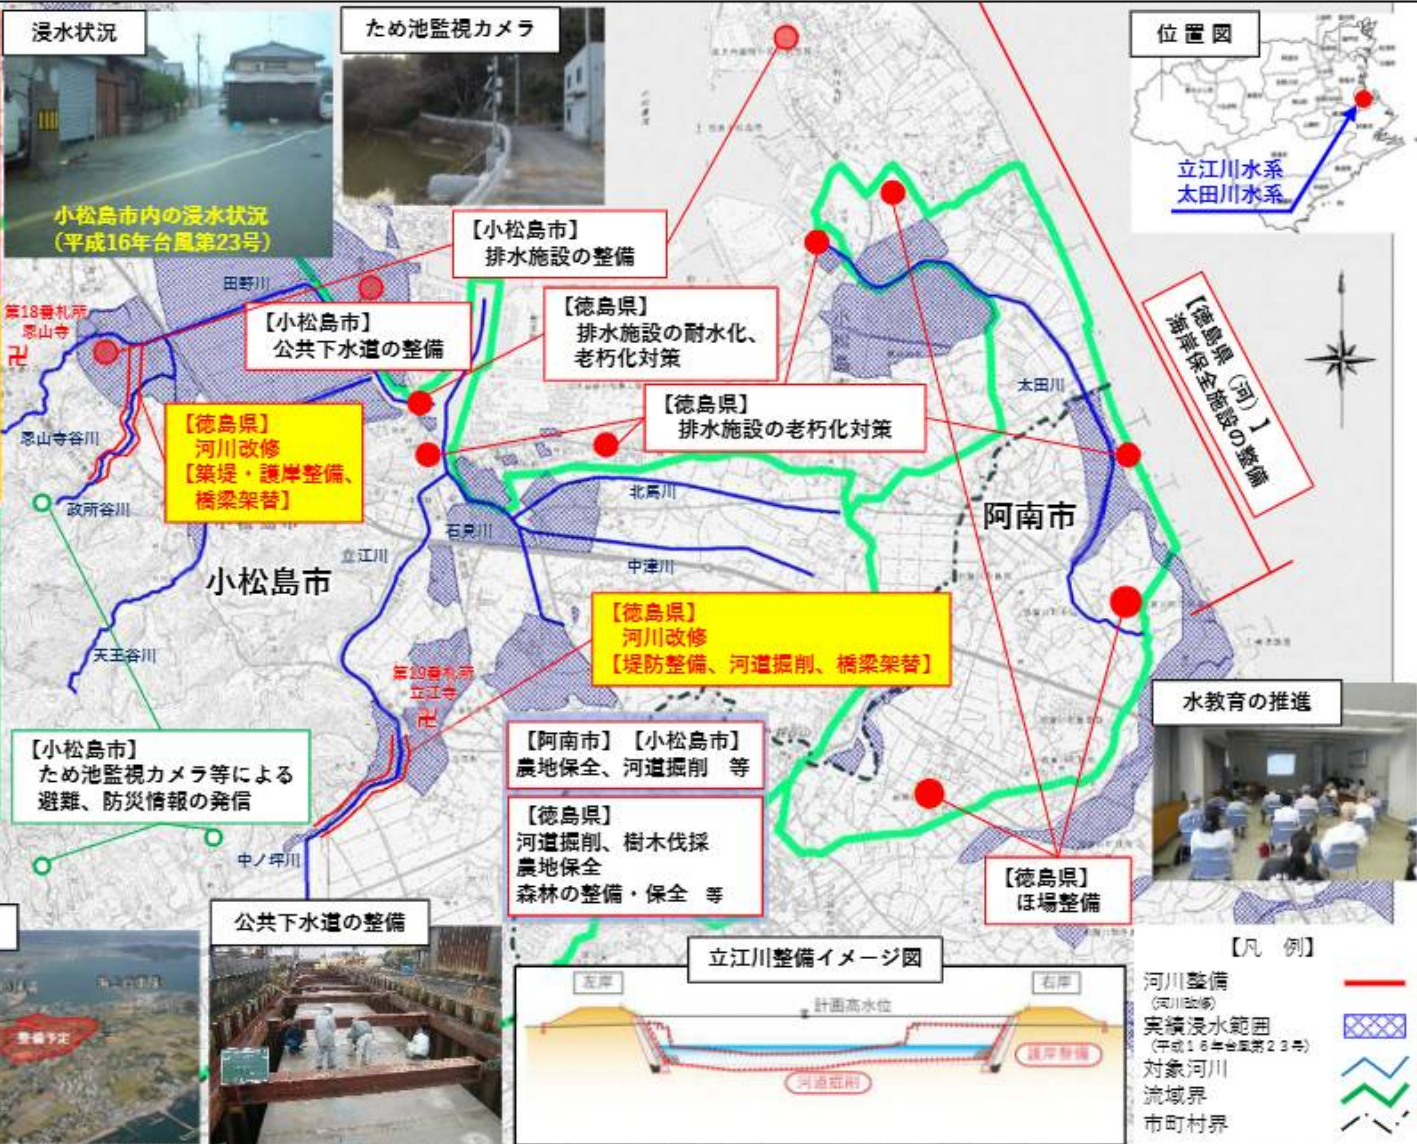 浸水状況
小松島市内の浸水状況
（平成16年台風第23号）
ため池監視カメラ
位置図
立江川水系
太田川水系
【小松島市】
排水施設の整備
田野川
第18番札所
恩山寺
卍
【小松島市】
公共下水道の整備
【徳島県】
排水施設の耐水化、
老朽化対策
【徳島県】
排水施設の老朽化対策
太田川
【徳島県（河）】
海岸保全施設の整備
恩山寺谷川
【徳島県】
河川改修
【築堤・護岸整備、
橋梁架替】
政所谷川
北馬川
石見川
立江川
中津川
阿南市
小松島市
天王谷川
【徳島県】
河川改修
【堤防整備、河道掘削、橋梁架替】
第19番札所
立江寺
卍
【小松島市】
ため池監視カメラ等による
避難、防災情報の発信
【阿南市】【小松島市】
農地保全、河道掘削　等
【徳島県】
河道掘削、樹木伐採
農地保全
森林の整備・保全　等
中ノ坪川
水教育の推進
【徳島県】
ほ場整備
公共下水道の整備
整備予定
立江川整備イメージ図
左岸
計画高水位
右岸
護岸整備
河道掘削
【凡　例】
河川整備
（河川改修）
実績浸水範囲
（平成１６年台風第２３号）
対象河川
流域界
市町村界